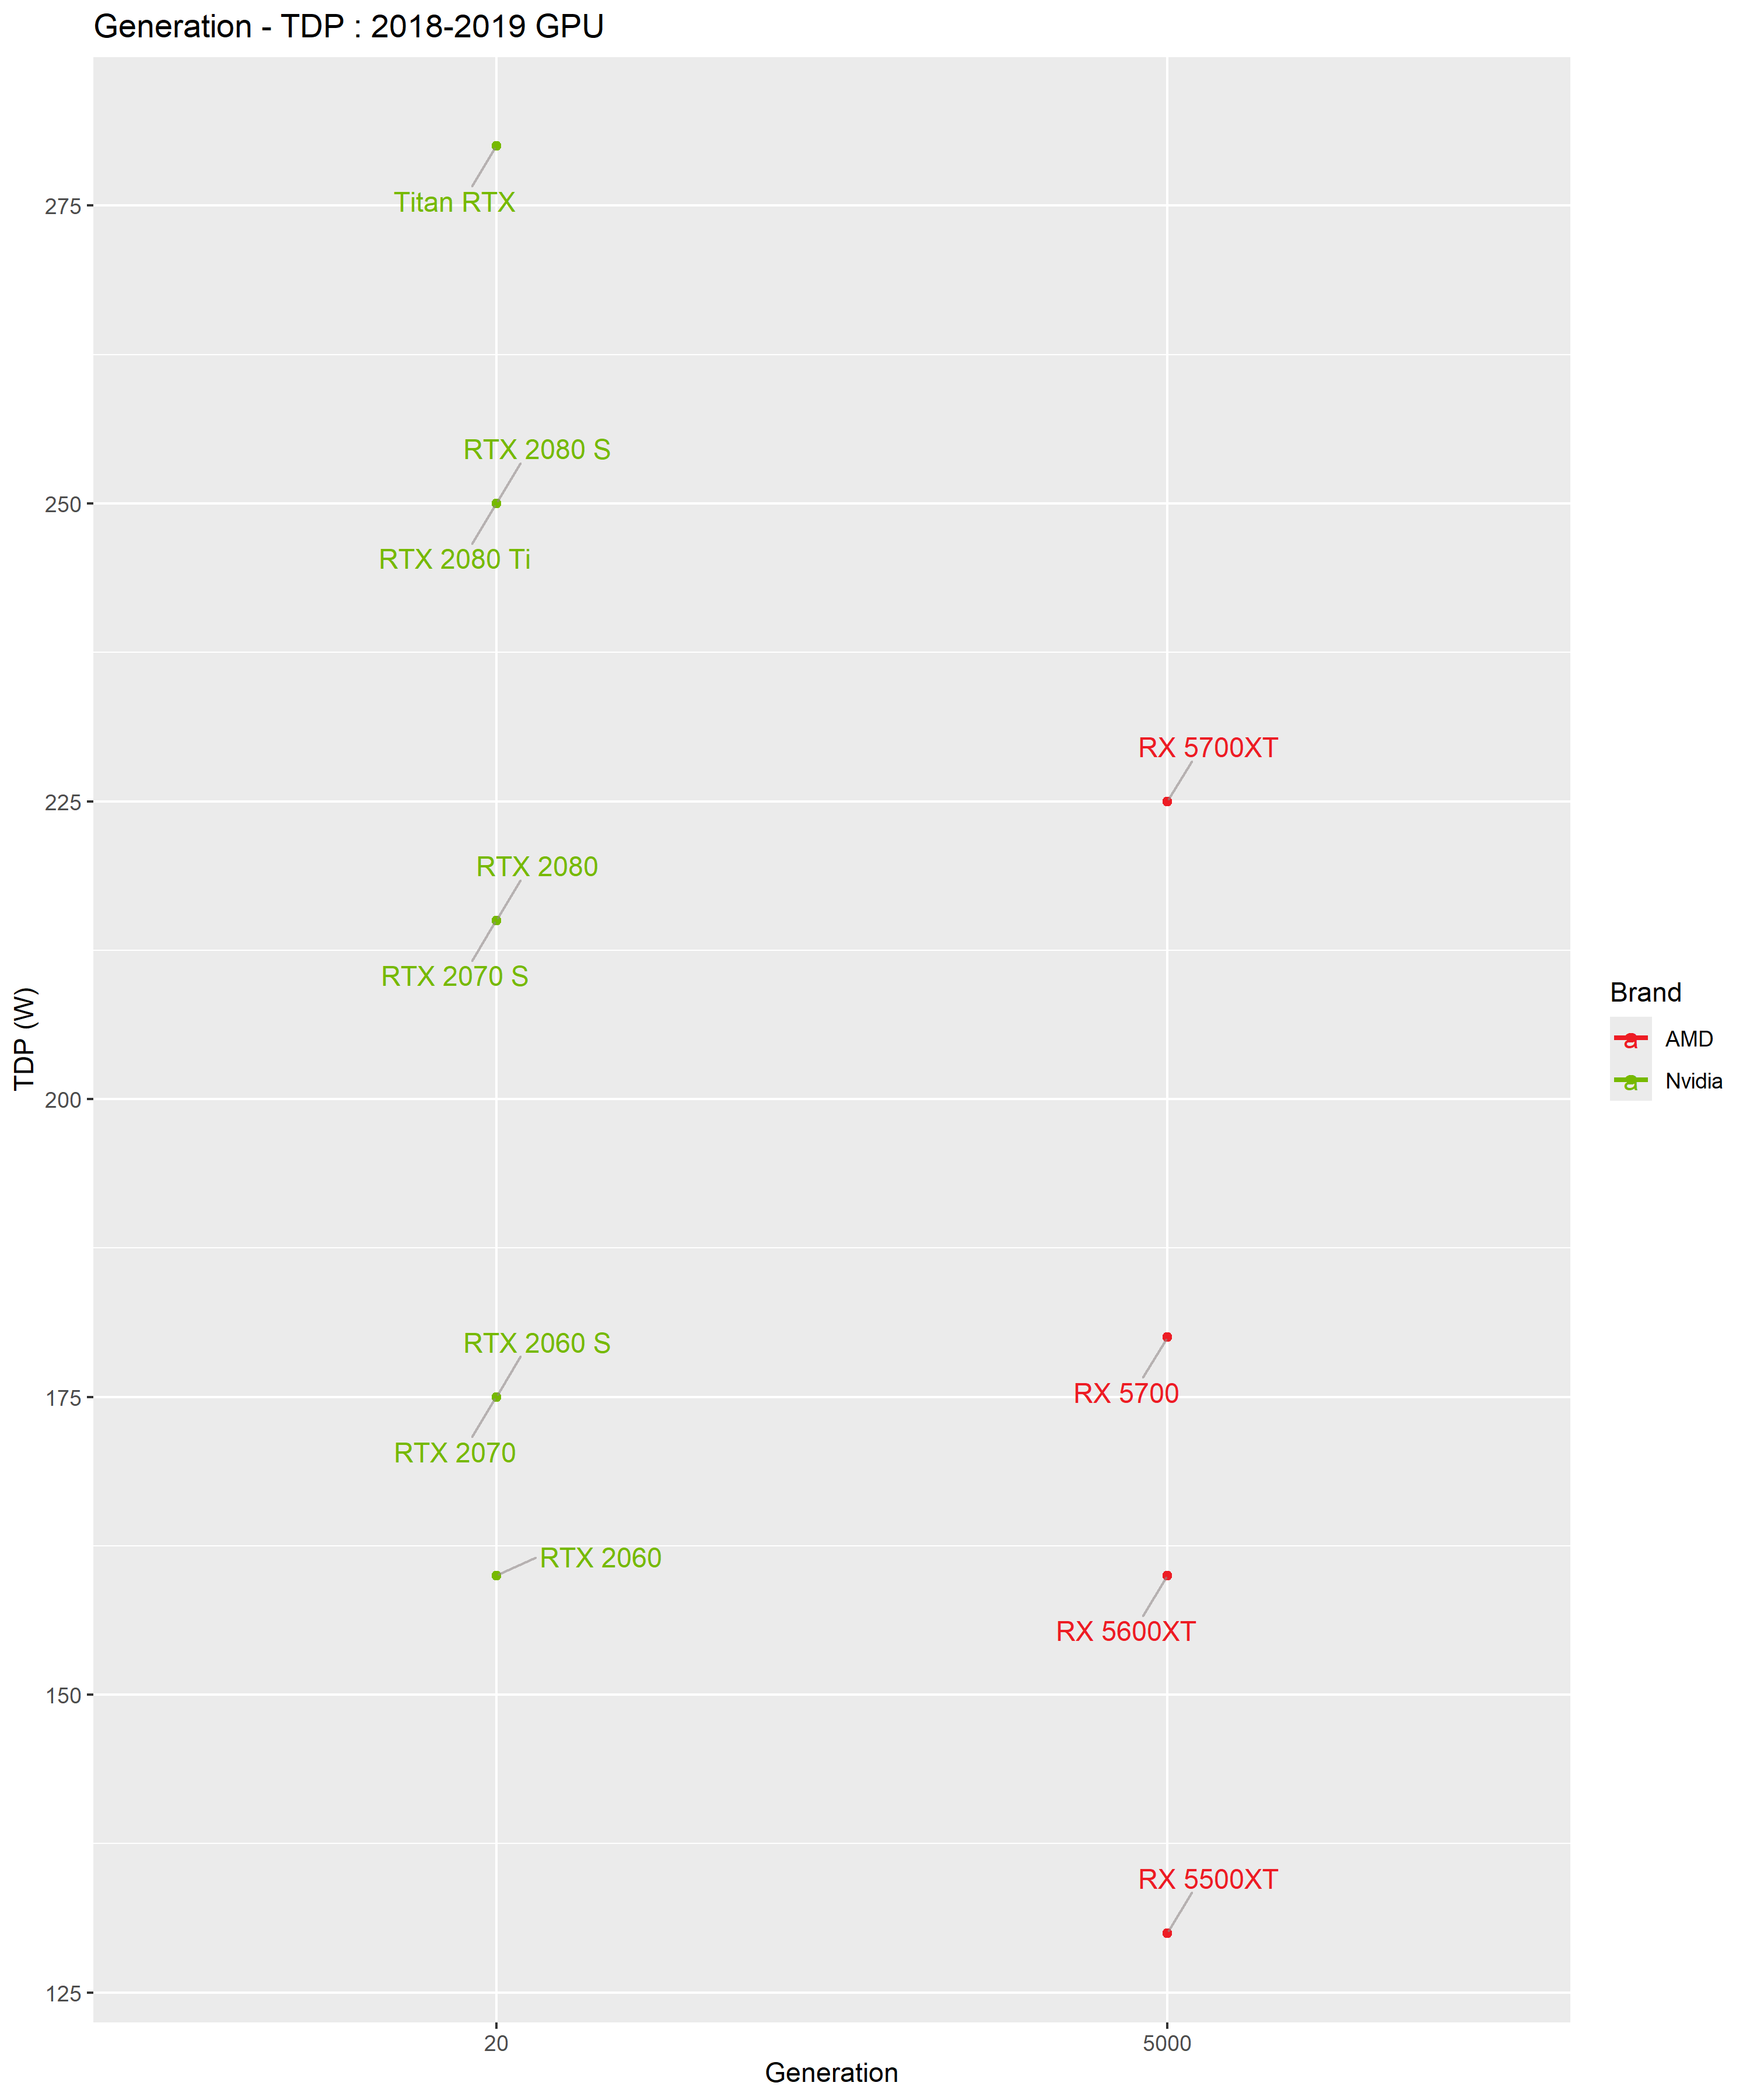 Generation - TDP : 2018-2019 GPU
275
Titan RTX
RTX 2080 S
250
RTX 2080 Ti
RX 5700XT
225
RTX 2080
RTX 2070 S
TDP (W)
200
Brand
a AMD
a Nvidia
RTX 2060 S
175
RX 5700
RTX 2070
RTX 2060
RX 5600XT
150
RX 5500XT
125
20
5000
Generation